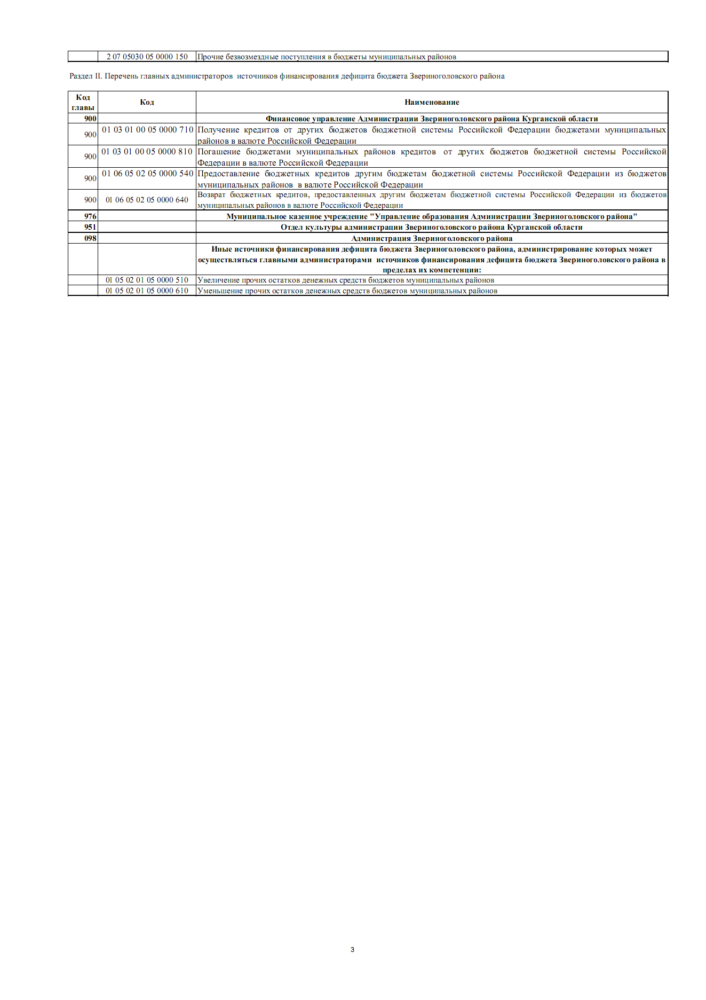 2 07 05030 05 0000 150 Прочие безвозмездные поступления в бюджеты муниципальных районов
Раздел II. Перечень главных администраторов источников финансирования дефицита бюджета Звериноголовского района
Код
главы
Код
Наименование
900 Финансовое управление Администрации Звериноголовского района Курганской области
900 01 03 01 00 05 0000 710 Получение кредитов от других бюджетов бюджетной системы Российской Федерации бюджетами муниципальных
районов в валюте Российской Федерации
900 01 03 01 00 05 0000 810 Погашение бюджетами муниципальных районов кредитов от других бюджетов бюджетной системы Российской
Федерации в валюте Российской Федерации
900 01 06 05 02 05 0000 540 Предоставление бюджетных кредитов другим бюджетам бюджетной системы Российской Федерации из бюджетов
муниципальных районов в валюте Российской Федерации
900 01 06 05 02 05 0000 640 Возврат бюджетных кредитов, предоставленных другим бюджетам бюджетной системы Российской Федерации из бюджетов
муниципальных районов в валюте Российской Федерации
976 Муниципальное казенное учреждение "Управление образования Администрации Звериноголовского района"
951 Отдел культуры администрации Звериноголовского района Курганской области
098 Администрация Звериноголовского района
Иные источники финансирования дефицита бюджета Звериноголовского района, администрирование которых может
осуществляться главными администраторами источников финансирования дефицита бюджета Звериноголовского района в
пределах их компетенции:
01 05 02 01 05 0000 510 Увеличение прочих остатков денежных средств бюджетов муниципальных районов
01 05 02 01 05 0000 610 Уменьшение прочих остатков денежных средств бюджетов муниципальных районов
3